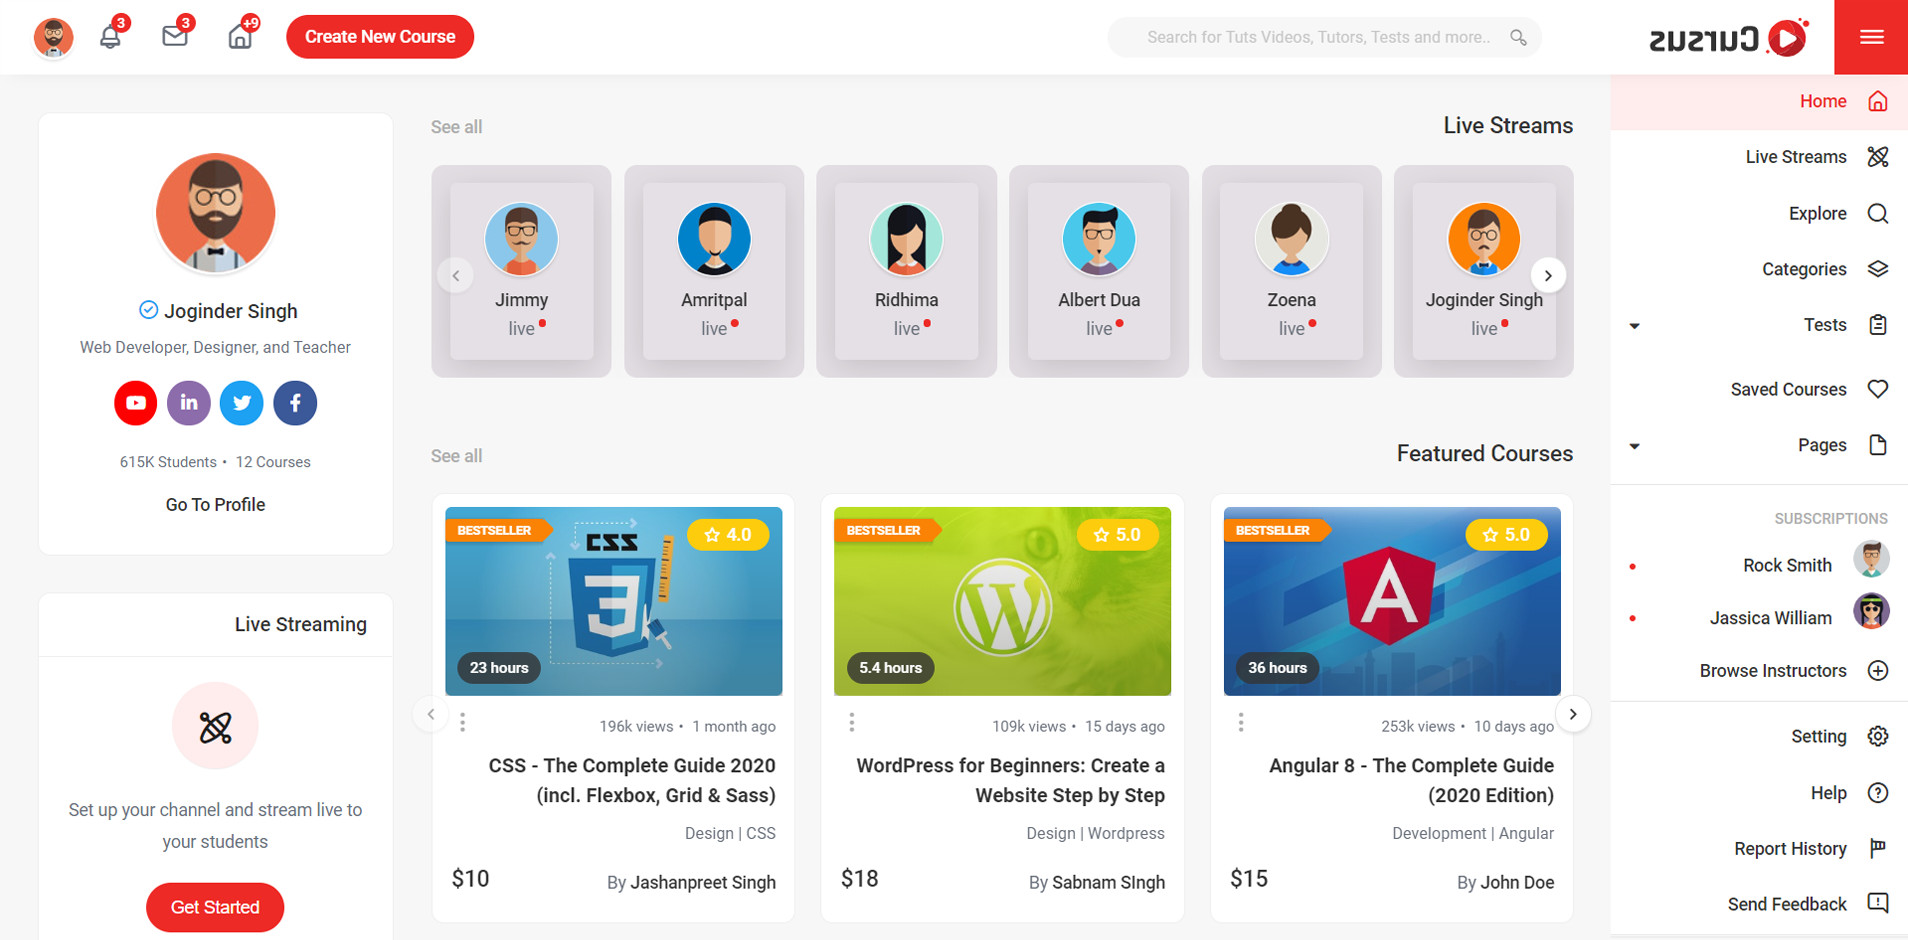 3
3
+9
Create New Course
Search for Tuts Videos, Tutors, Tests and more..
Cursus
Home
Live Streams
Explore
Categories
Tests
Saved Courses
Pages
SUBSCRIPTIONS
Rock Smith
Jassica William
Browse Instructors
Setting
Help
Report History
Send Feedback
Joginder Singh
Web Developer, Designer, and Teacher
in
f
615K Students • 12 Courses
Go To Profile
Live Streaming
Set up your channel and stream live to
your students
Get Started
See all
Live Streams
Jimmy
live
Amritpal
live
Ridhima
live
Albert Dua
live
Zoena
live
Joginder Singh
live
See all
Featured Courses
BESTSELLER
4.0
CSS
3
23 hours
196k views • 1 month ago
CSS - The Complete Guide 2020
(incl. Flexbox, Grid & Sass)
Design | CSS
$10
By Jashanpreet Singh
BESTSELLER
5.0
W
5.4 hours
109k views • 15 days ago
WordPress for Beginners: Create a
Website Step by Step
Design | Wordpress
$18
By Sabnam SIngh
BESTSELLER
5.0
A
36 hours
253k views • 10 days ago
Angular 8 - The Complete Guide
(2020 Edition)
Development | Angular
$15
By John Doe